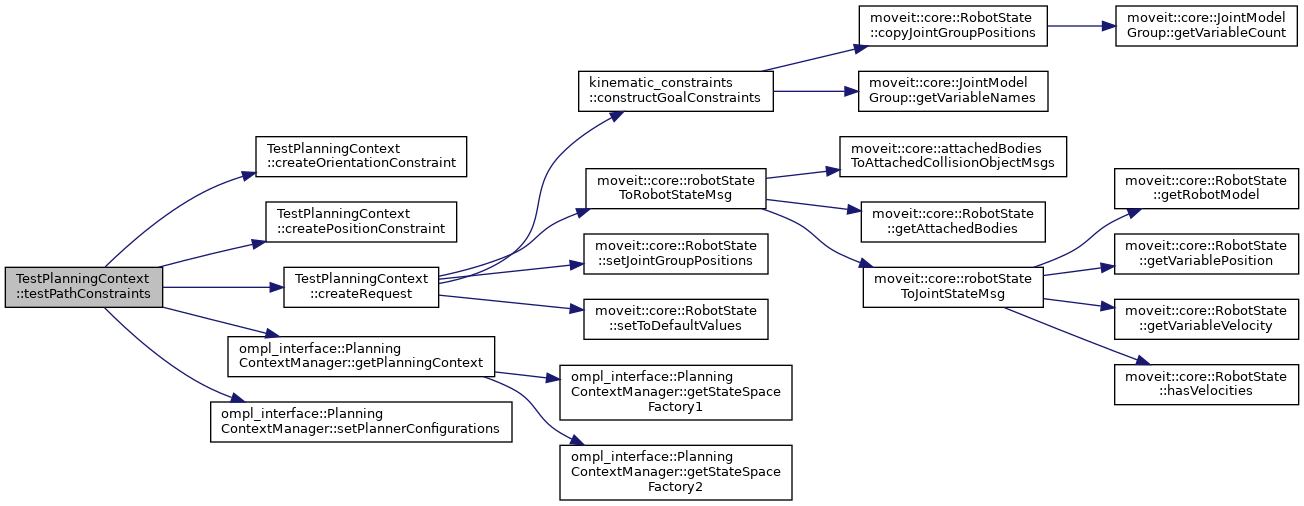 TestPlanningContext
::testPathConstraints
TestPlanningContext
::createOrientationConstraint
TestPlanningContext
::createPositionConstraint
TestPlanningContext
::createRequest
ompl_interface::Planning
ContextManager::getPlanningContext
ompl_interface::Planning
ContextManager::setPlannerConfigurations
kinematic_constraints
::constructGoalConstraints
moveit::core::robotState
ToRobotStateMsg
moveit::core::RobotState
::setJointGroupPositions
moveit::core::RobotState
::setToDefaultValues
ompl_interface::Planning
ContextManager::getStateSpace
Factory1
ompl_interface::Planning
ContextManager::getStateSpace
Factory2
moveit::core::RobotState
::copyJointGroupPositions
moveit::core::JointModel
Group::getVariableNames
moveit::core::attachedBodies
ToAttachedCollisionObjectMsgs
moveit::core::RobotState
::getAttachedBodies
moveit::core::robotState
ToJointStateMsg
moveit::core::JointModel
Group::getVariableCount
moveit::core::RobotState
::getRobotModel
moveit::core::RobotState
::getVariablePosition
moveit::core::RobotState
::getVariableVelocity
moveit::core::RobotState
::hasVelocities